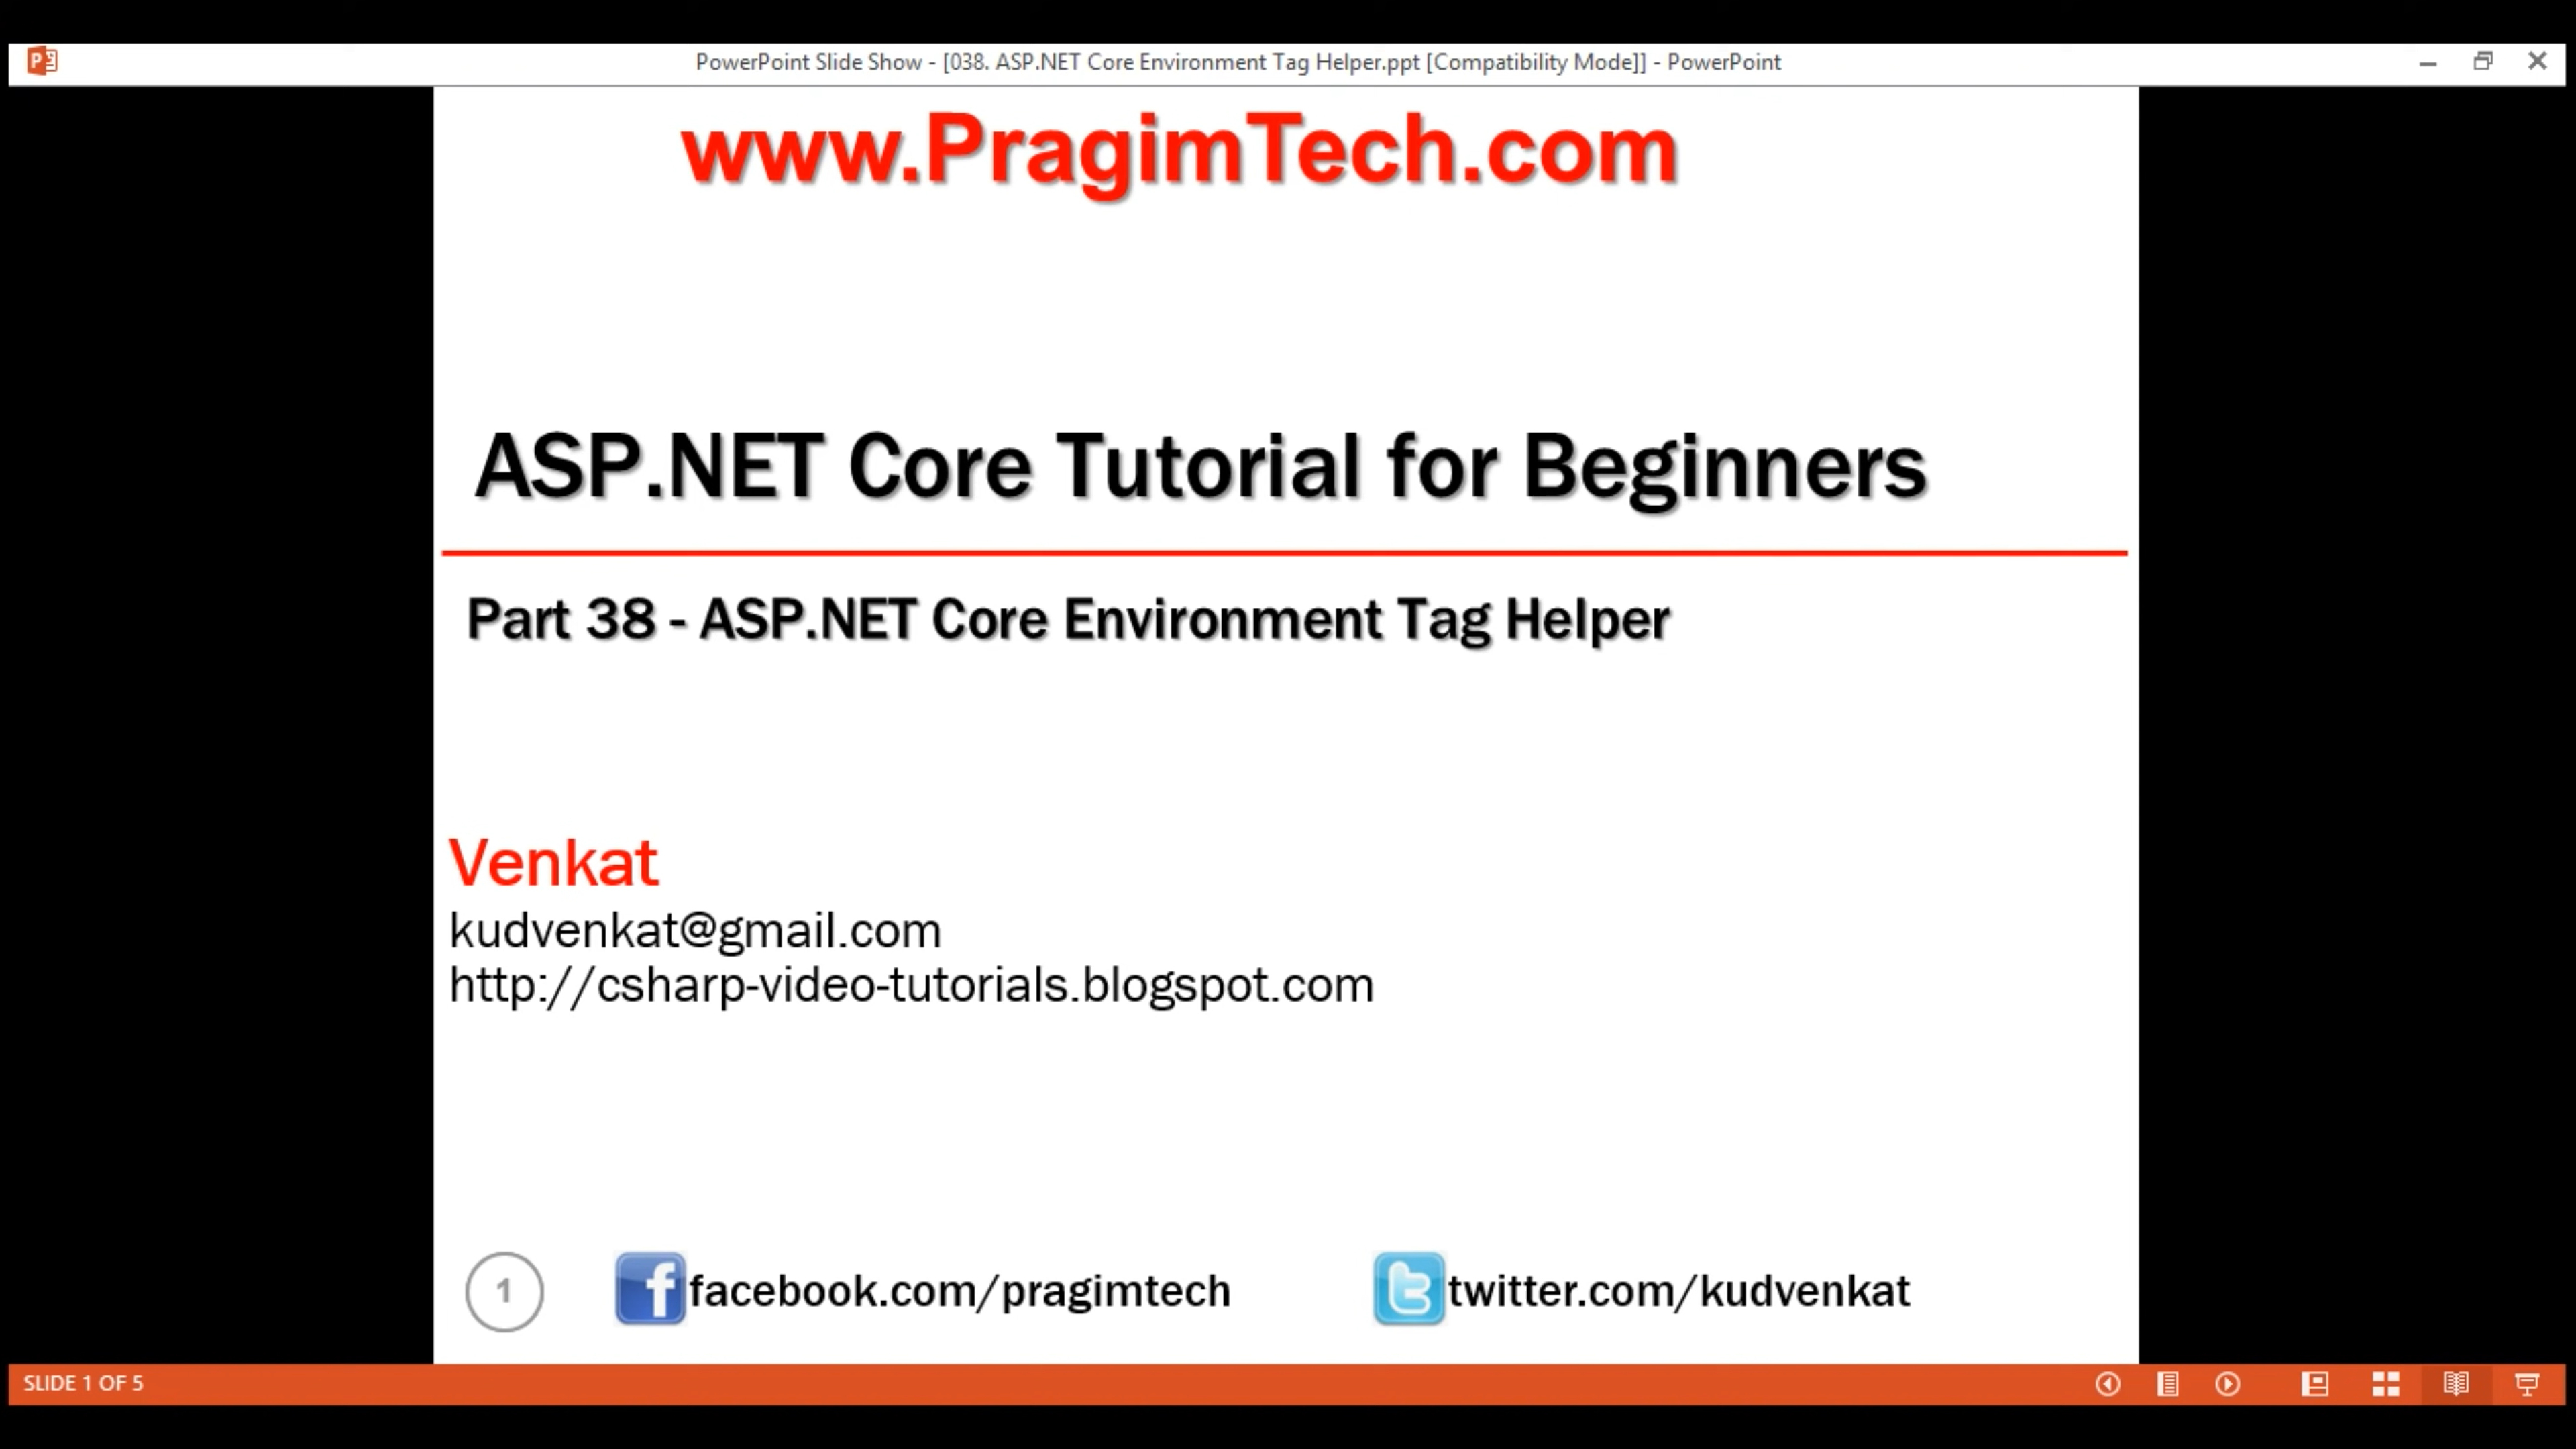 PowerPoint Slide Show - [038. ASP.NET Core Environment Tag Helper.ppt [Compatibility Mode]] - PowerPoint
www.PragimTech.com
ASP.NET Core Tutorial for Beginners
Part 38 - ASP.NET Core Environment Tag Helper
Venkat
kudvenkat@gmail.com
http://csharp-video-tutorials.blogspot.com
1
facebook.com/pragimtech
twitter.com/kudvenkat
SLIDE 1 OF 5